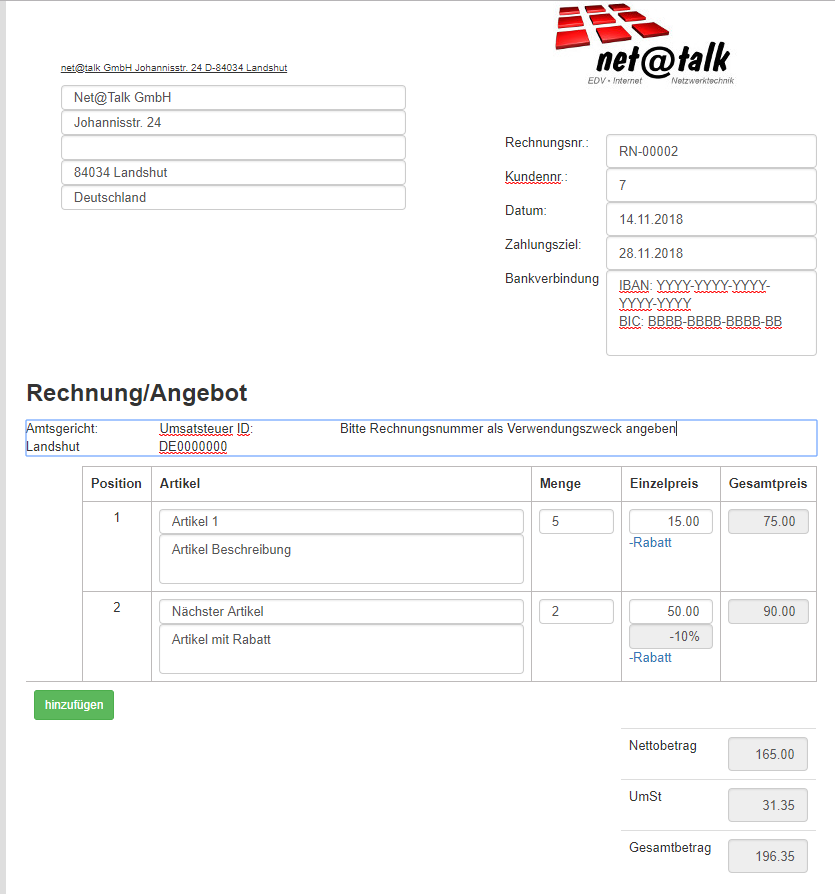 net@talk
EDV • Internet Netzwerktechnik
net@talk GmbH Johannisstr. 24 D-84034 Landshut
Net@Talk GmbH
Johannisstr. 24
84034 Landshut
Deutschland
Rechnungsnr.: RN-00002
Kundennr.: 7
Datum: 14.11.2018
Zahlungsziel: 28.11.2018
Bankverbindung IBAN: YYYY-YYYY-YYYY-
YYYY-YYYY
BIC: BBBB-BBBB-BBBB-BB
Rechnung/Angebot
Amtsgericht: Umsatsteuer ID: Bitte Rechnungsnummer als Verwendungszweck angeben
Landshut DE0000000
Position Artikel Menge Einzelpreis Gesamtpreis
1 Artikel 1 5 15.00 75.00
-Rabatt
Artikel Beschreibung
2 Nächster Artikel 2 50.00 90.00
Artikel mit Rabatt -10%
-Rabatt
hinzufügen
Nettobetrag 165.00
UmSt 31.35
Gesamtbetrag 196.35